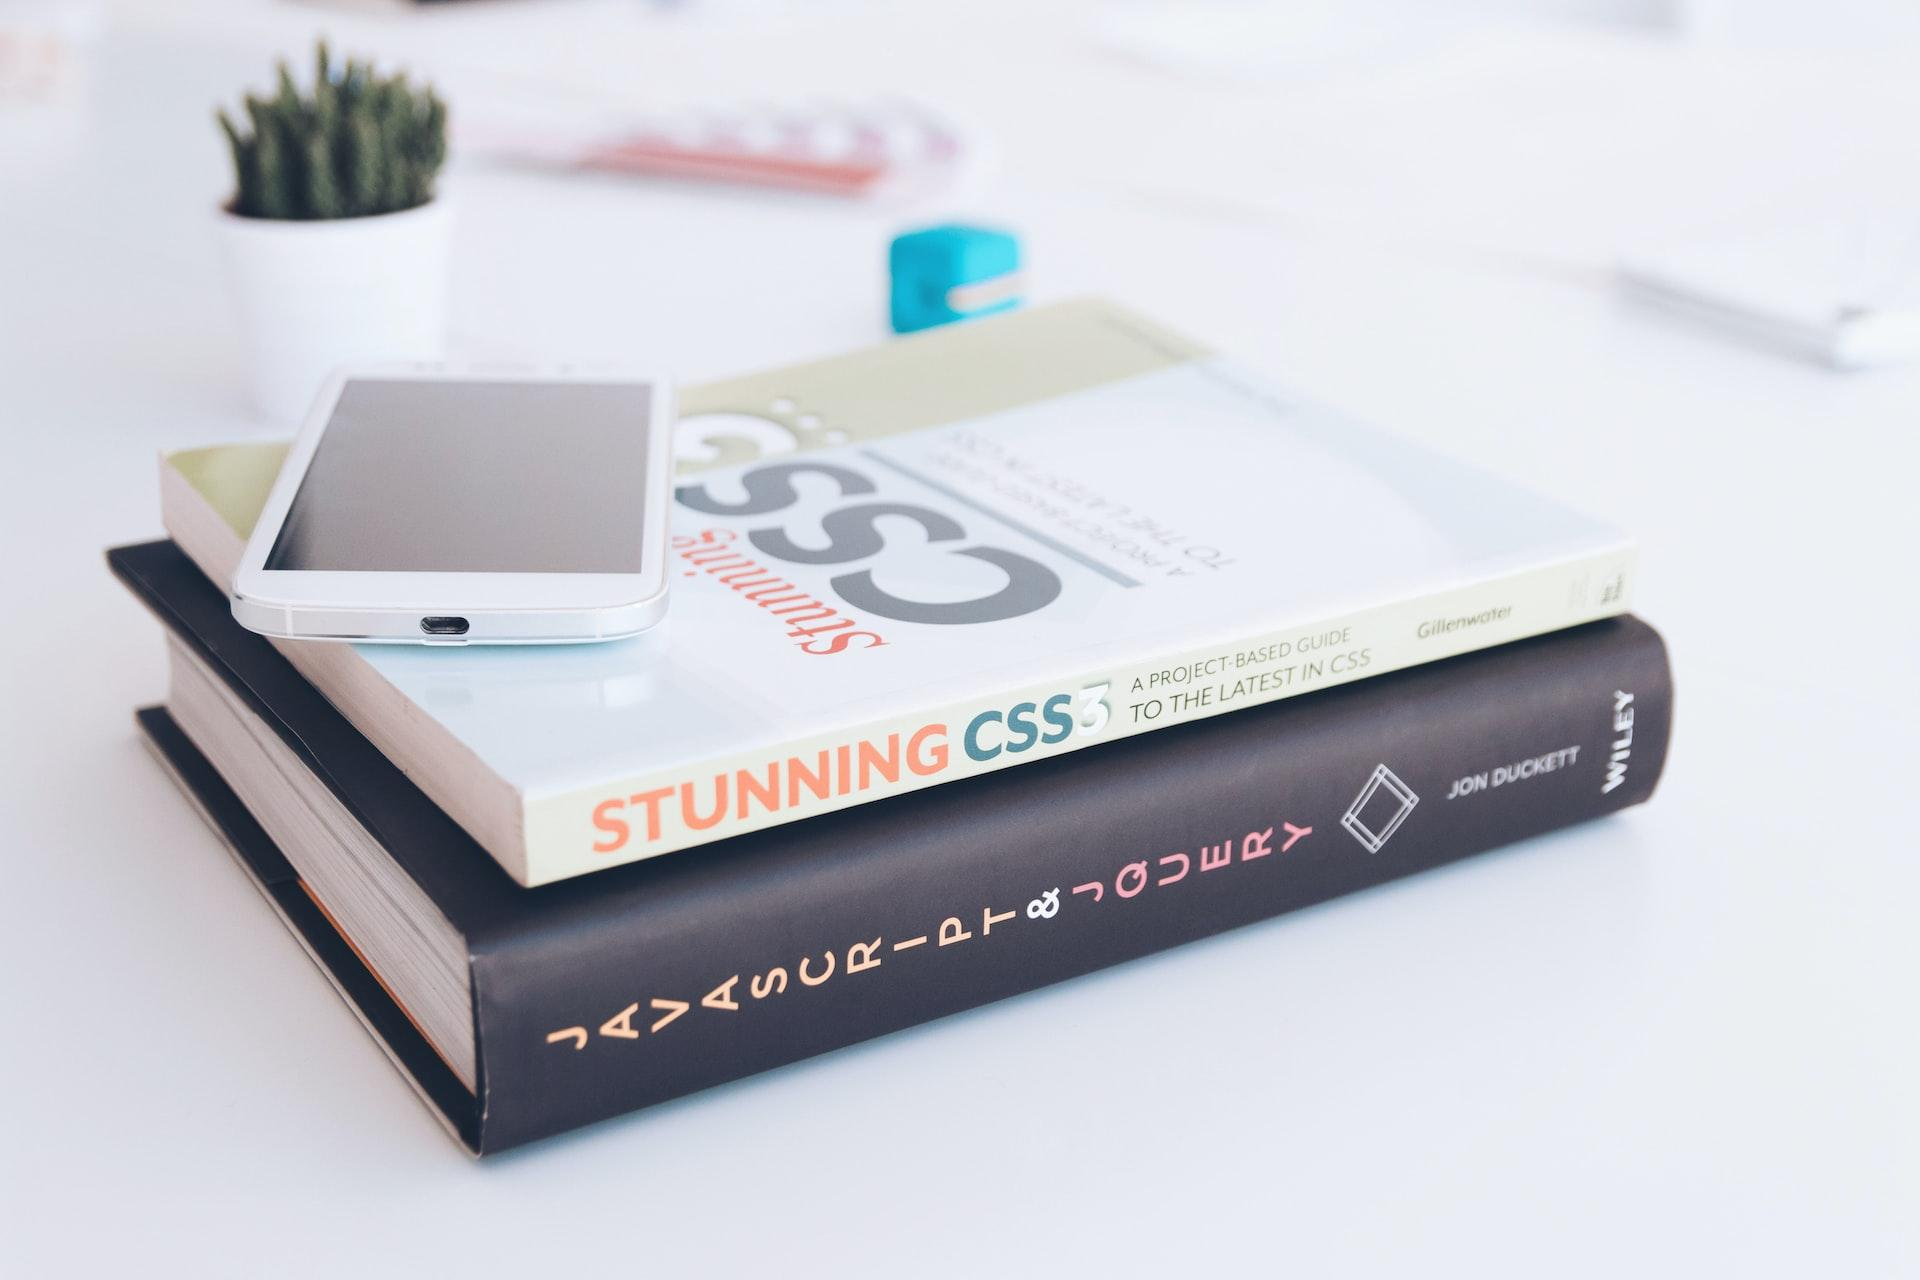 Stunning
CSS
A PROJECT-BASED GUIDE
TO THE LATEST IN CSS
STUNNING CSS3
A PROJECT-BASED GUIDE
TO THE LATEST IN CSS
Gillenwater
JAVASCRIPT & JQUERY
JON DUCKETT
WILEY